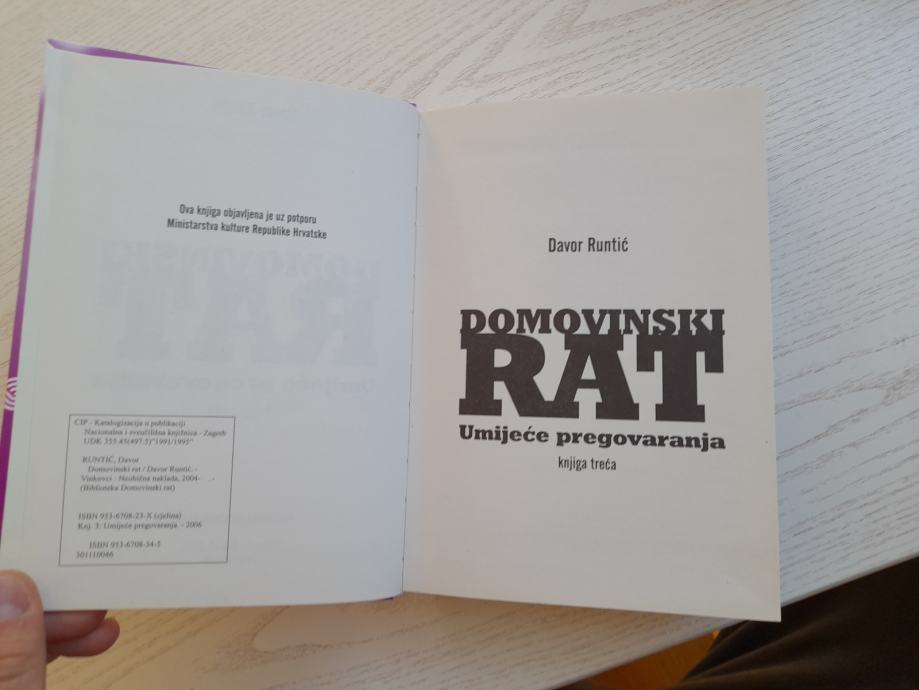 Ova knjiga objavljena je uz potporu
Ministarstva kulture Republike Hrvatske
CIP - Katalogizacija u publikaciji
Nacionalna i sveučilišna knjižnica - Zagreb
UDK 355.45(497.5)"1991/1995"
RUNTIĆ, Davor
Domovinski rat / Davor Runtić. -
Vinkovci : Neobična naklada, 2004- . -
(Biblioteka Domovinski rat)
ISBN 953-6708-23-X (cjelina)
Knj. 3: Umijeće pregovaranja. - 2006
ISBN 953-6708-34-5
301110046
Davor Runtić
DOMOVINSKI
RAT
Umijeće pregovaranja
knjiga treća